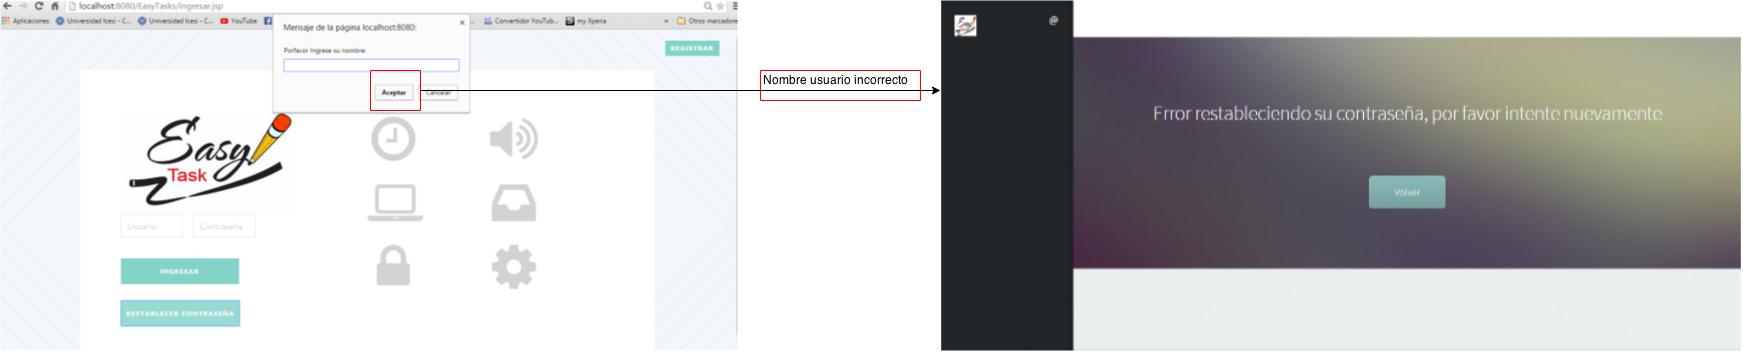 localhost:8080/EasyTasks/ingresar.jsp
Aplicaciones Universidad Icesi - C... Universidad Icesi - C... YouTube Convertidor YouTub... my Xperia » Otros marcadores
Mensaje de la página localhost:8080:
Porfavor Ingrese su nombre:
Aceptar Cancelar
REGISTRAR
Easy
Task
Usuario Contraseña
INGRESAR
RESTABLECER CONTRASEÑA
Nombre usuario incorrecto
@
Error restableciendo su contraseña, por favor intente nuevamente
Volver